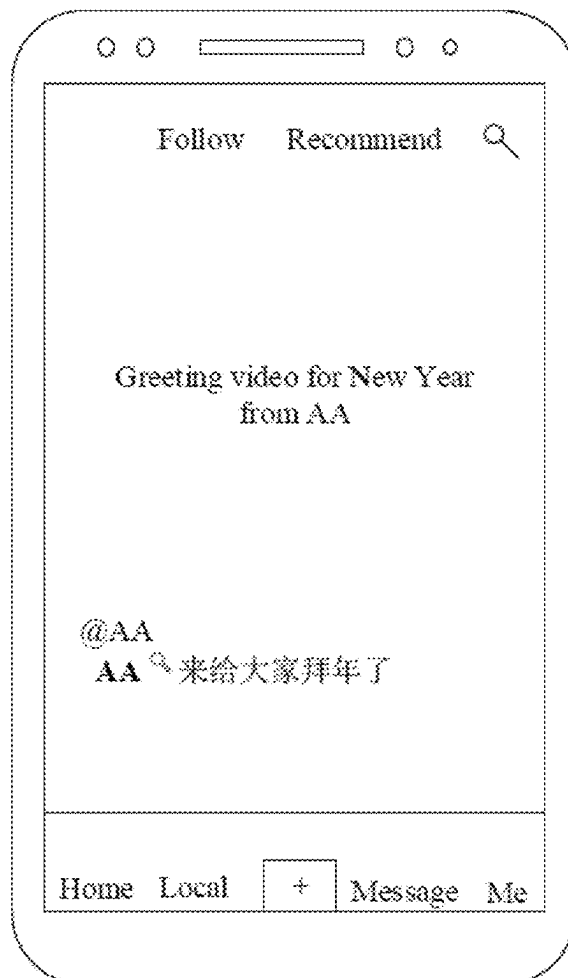 Follow Recommend
Greeting video for New Year
from AA
@AA
AA 来给大家拜年了
Home Local + Message Me